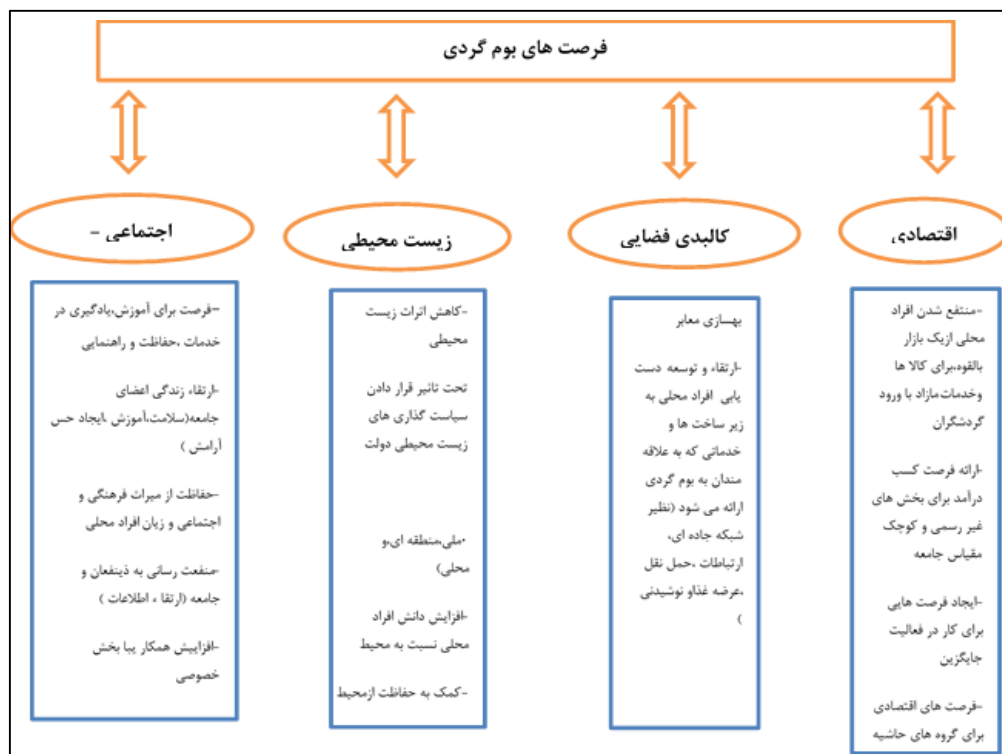 فرصت های بوم گردی
اقتصادی
-منتفع شدن افراد
محلی ازیک بازار
بالقوه،برای کالا ها
وخدمات‌مازاد با ورود
گردشگران
-ارائه فرصت کسب
درآمد برای بخش های
غیر رسمی و کوچک
مقیاس جامعه
-ایجاد فرصت هایی
برای کار در فعالیت
جایگزین
-فرصت های اقتصادی
برای گروه های حاشیه
کالبدی فضایی
بهسازی معابر
-ارتقاء و توسعه دست
یابی افراد محلی به
زیر ساخت ها و
خدماتی که به علاقه
مندان به بوم گردی
ارائه می شود (نظیر
شبکه جاده ای،
ارتباطات ،حمل نقل
،عرضه غذاو نوشیدنی
)
زیست محیطی
-کاهش اثرات زیست
محیطی
تحت تاثیر قرار دادن
سیاست گذاری های
زیست محیطی دولت
٬ملی،منطقه ای،و
محلی)
-افزایش دانش افراد
محلی نسبت به محیط
-کمک به حفاظت ازمحیط
اجتماعی -
-فرصت برای آموزش،یادگیری در
خدمات ،حفاظت و راهنمایی
-ارتقاء زندگی اعضای
جامعه(سلامت،آموزش ،ایجاد حس
آرامش )
-حفاظت از میراث فرهنگی و
اجتماعی و زبان افراد محلی
-منفعت رسانی به ذینفعان و
جامعه (ارتقا ء اطلاعات )
-افزاییش همکار یبا بخش
خصوصی